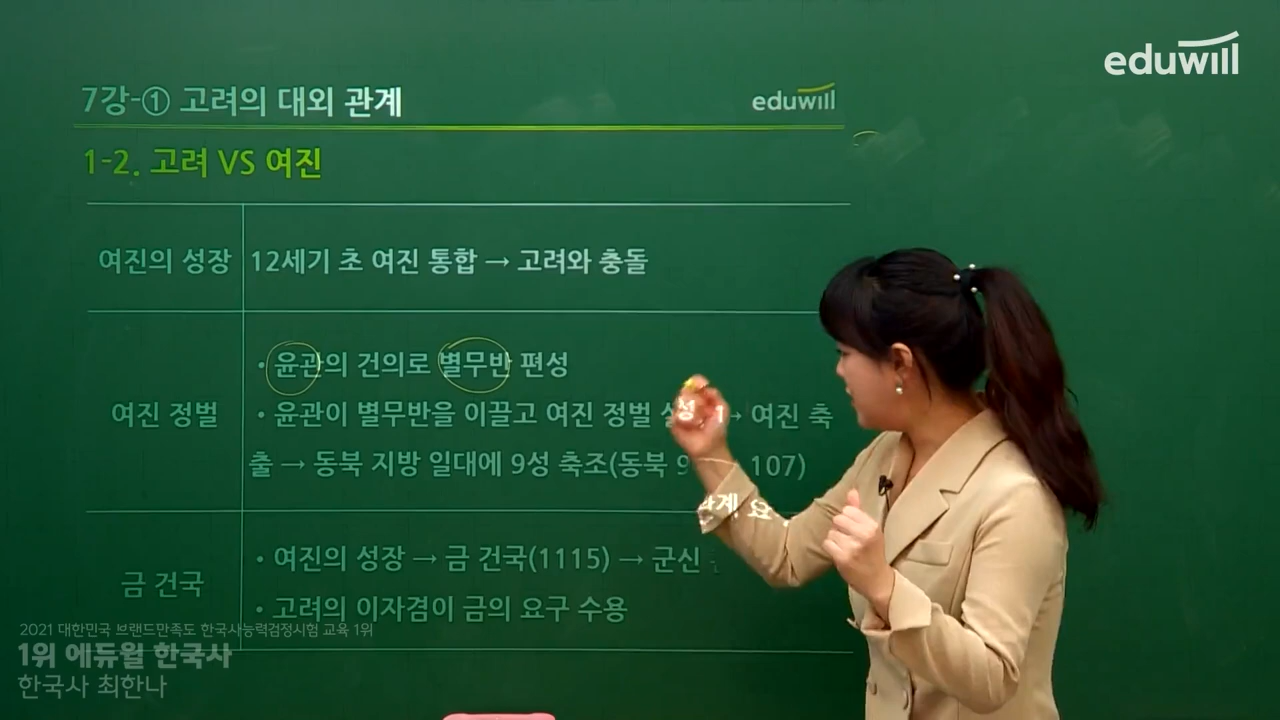 eduwill
7강-① 고려의 대외 관계
eduwill
1-2. 고려 VS 여진
여진의 성장
12세기 초 여진 통합 → 고려와 충돌
여진 정벌
• 윤관의 건의로 별무반 편성
• 윤관이 별무반을 이끌고 여진 정벌 → 여진 축
출 → 동북 지방 일대에 9성 축조(동북 9성, 1107)
금 건국
• 여진의 성장 → 금 건국(1115) → 군신 관계 요
• 고려의 이자겸이 금의 요구 수용
2021 대한민국 브랜드만족도 한국사능력검정시험 교육 1위
1위 에듀윌 한국사
한국사 최한나